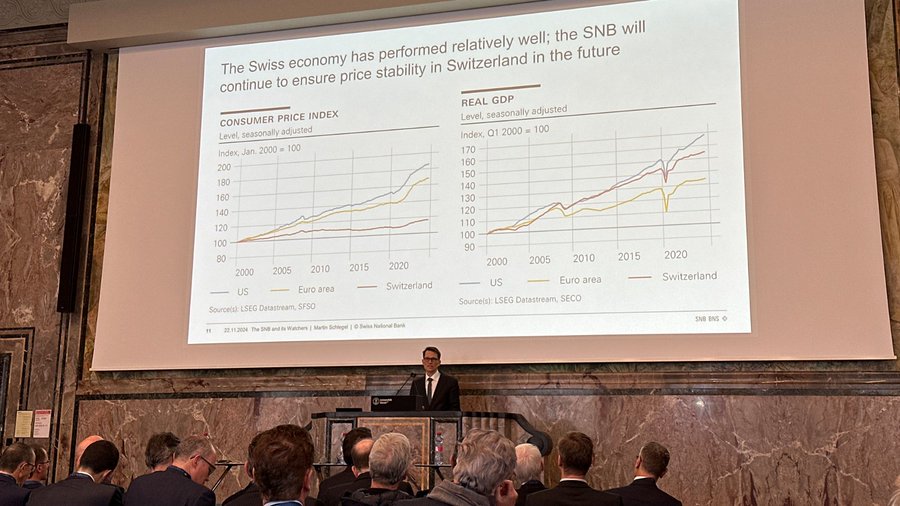 The Swiss economy has performed relatively well; the SNB will
continue to ensure price stability in Switzerland in the future
CONSUMER PRICE INDEX
Level, seasonally adjusted
Index, Jan. 2000 = 100
200
180
160
140
120
100
80
2000 2005 2010 2015 2020
US Euro area Switzerland
Source(s): LSEG Datastream, SFSO
REAL GDP
Level, seasonally adjusted
Index, Q1 2000 = 100
170
160
150
140
130
120
110
100
90
2000 2005 2010 2015 2020
US Euro area Switzerland
Source(s): LSEG Datastream, SECO
11 22.11.2024 The SNB and its Watchers | Martin Schlegel | © Swiss National Bank
SNB BNS